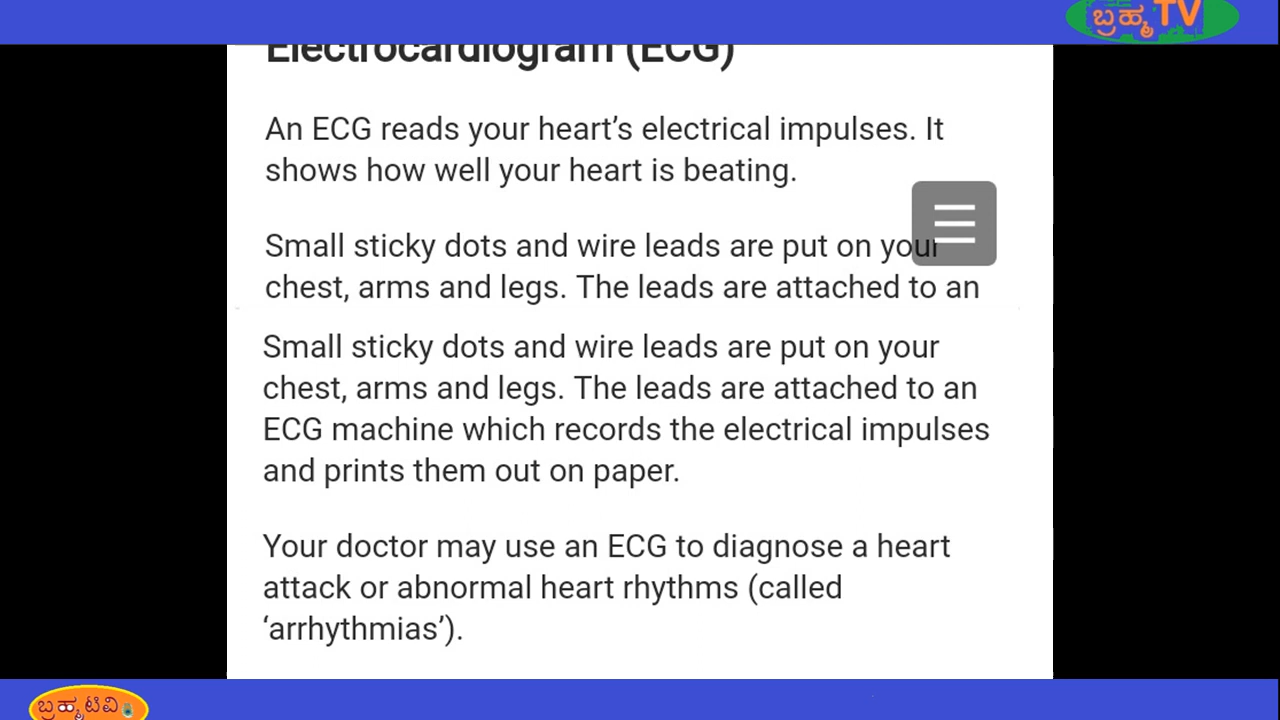 ಬ್ರಹ್ಮ TV
Electrocardiogram (ECG)
An ECG reads your heart’s electrical impulses. It
shows how well your heart is beating.
Small sticky dots and wire leads are put on your
chest, arms and legs. The leads are attached to an
Small sticky dots and wire leads are put on your
chest, arms and legs. The leads are attached to an
ECG machine which records the electrical impulses
and prints them out on paper.
Your doctor may use an ECG to diagnose a heart
attack or abnormal heart rhythms (called
‘arrhythmias’).
ಬ್ರಹ್ಮ ಟಿವಿ